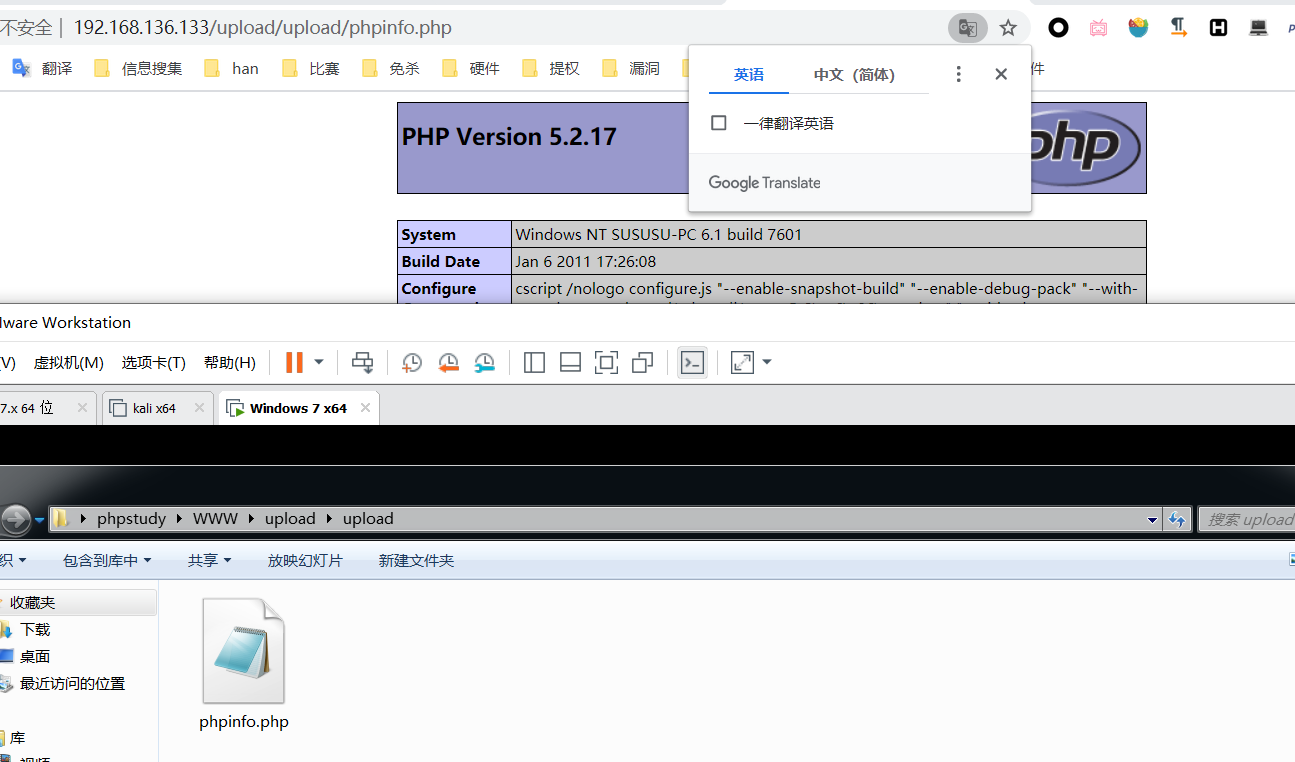 不安全 | 192.168.136.133/upload/upload/phpinfo.php
翻译 信息搜集 han 比赛 免杀 硬件 提权 漏洞 件
英语 中文（简体）
一律翻译英语
Google Translate
PHP Version 5.2.17
php
System Windows NT SUSUSU-PC 6.1 build 7601
Build Date Jan 6 2011 17:26:08
Configure cscript /nologo configure.js "--enable-snapshot-build" "--enable-debug-pack" "--with-
ware Workstation
(V) 虚拟机(M) 选项卡(T) 帮助(H)
7.x 64 位 kali x64 Windows 7 x64
phpstudy WWW upload upload 搜索 upload
织 包含到库中 共享 放映幻灯片 新建文件夹
收藏夹
下载
桌面
最近访问的位置
phpinfo.php
库
视频